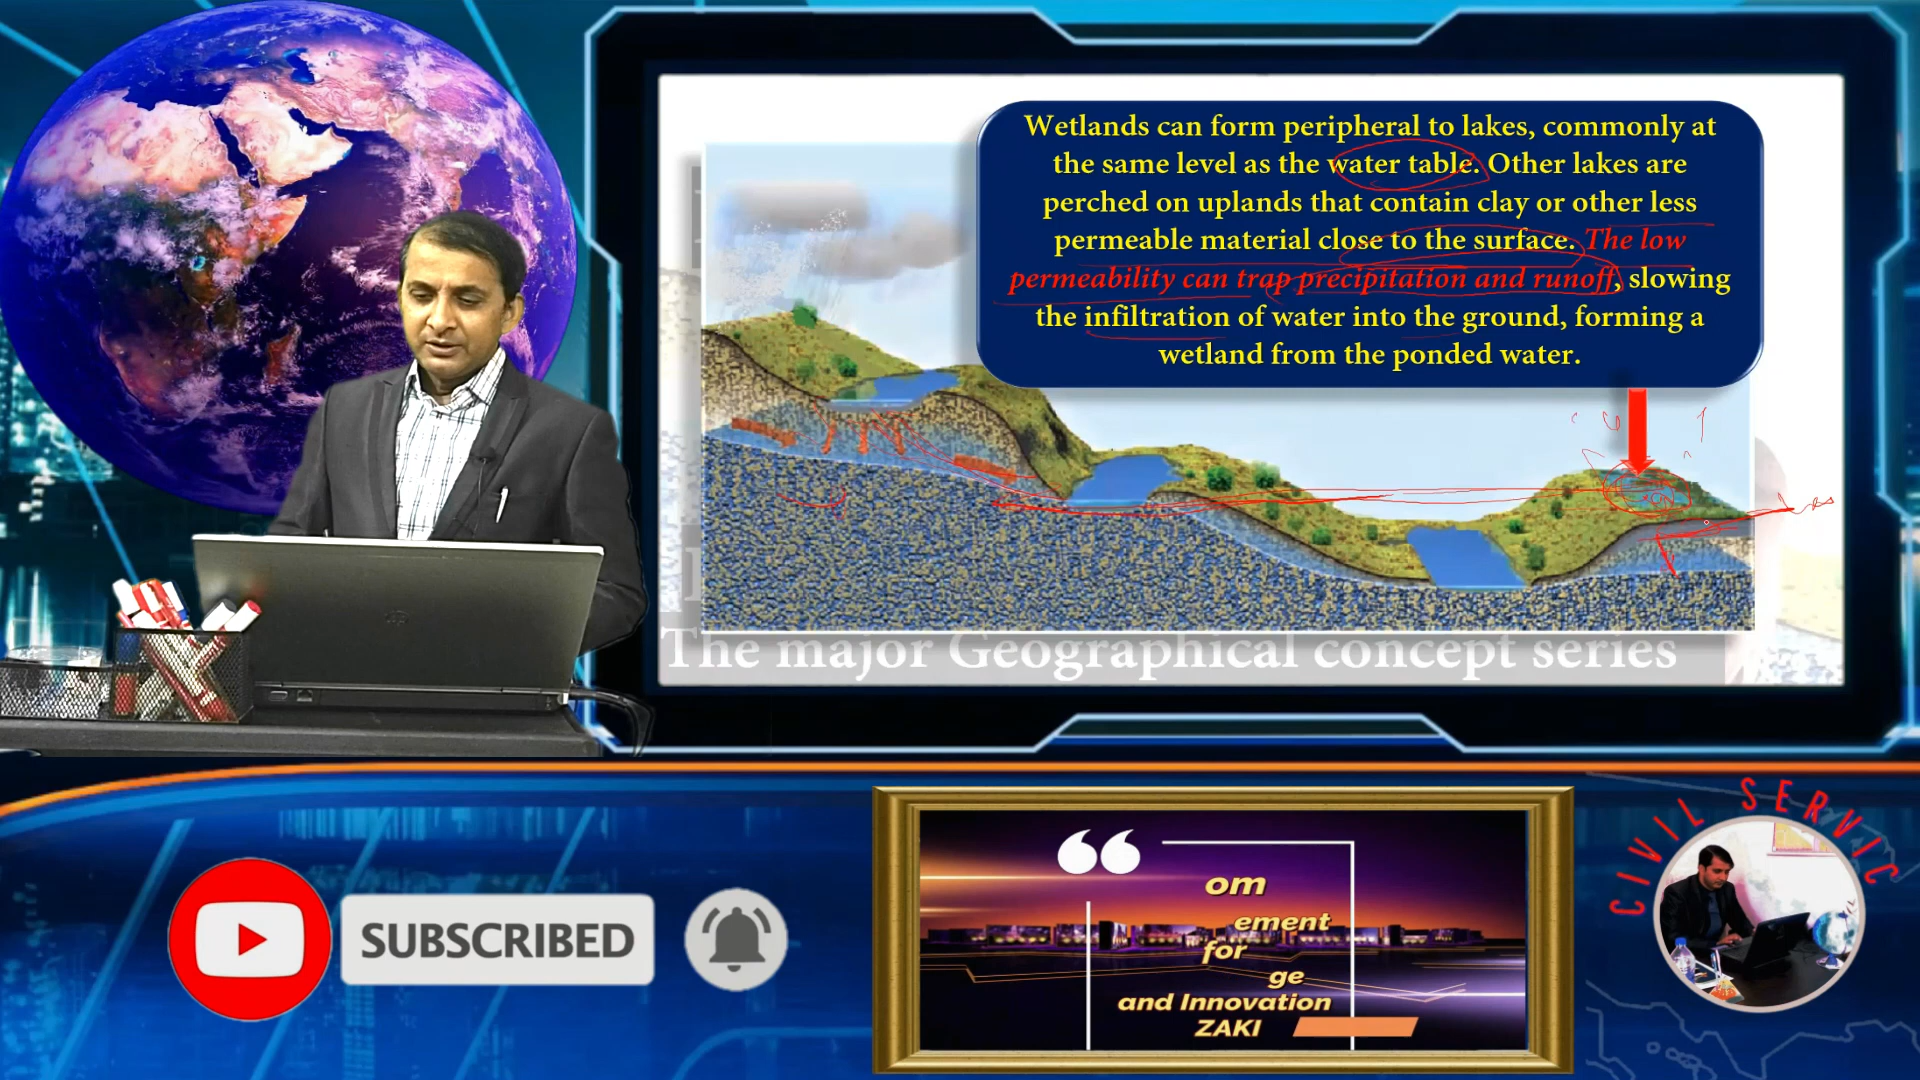 Wetlands can form peripheral to lakes, commonly at
the same level as the water table. Other lakes are
perched on uplands that contain clay or other less
permeable material close to the surface. The low
permeability can trap precipitation and runoff, slowing
the infiltration of water into the ground, forming a
wetland from the ponded water.
The major Geographical concept series
SUBSCRIBED
om
ement
for
ge
and Innovation
ZAKI
CIVIL SERVIC